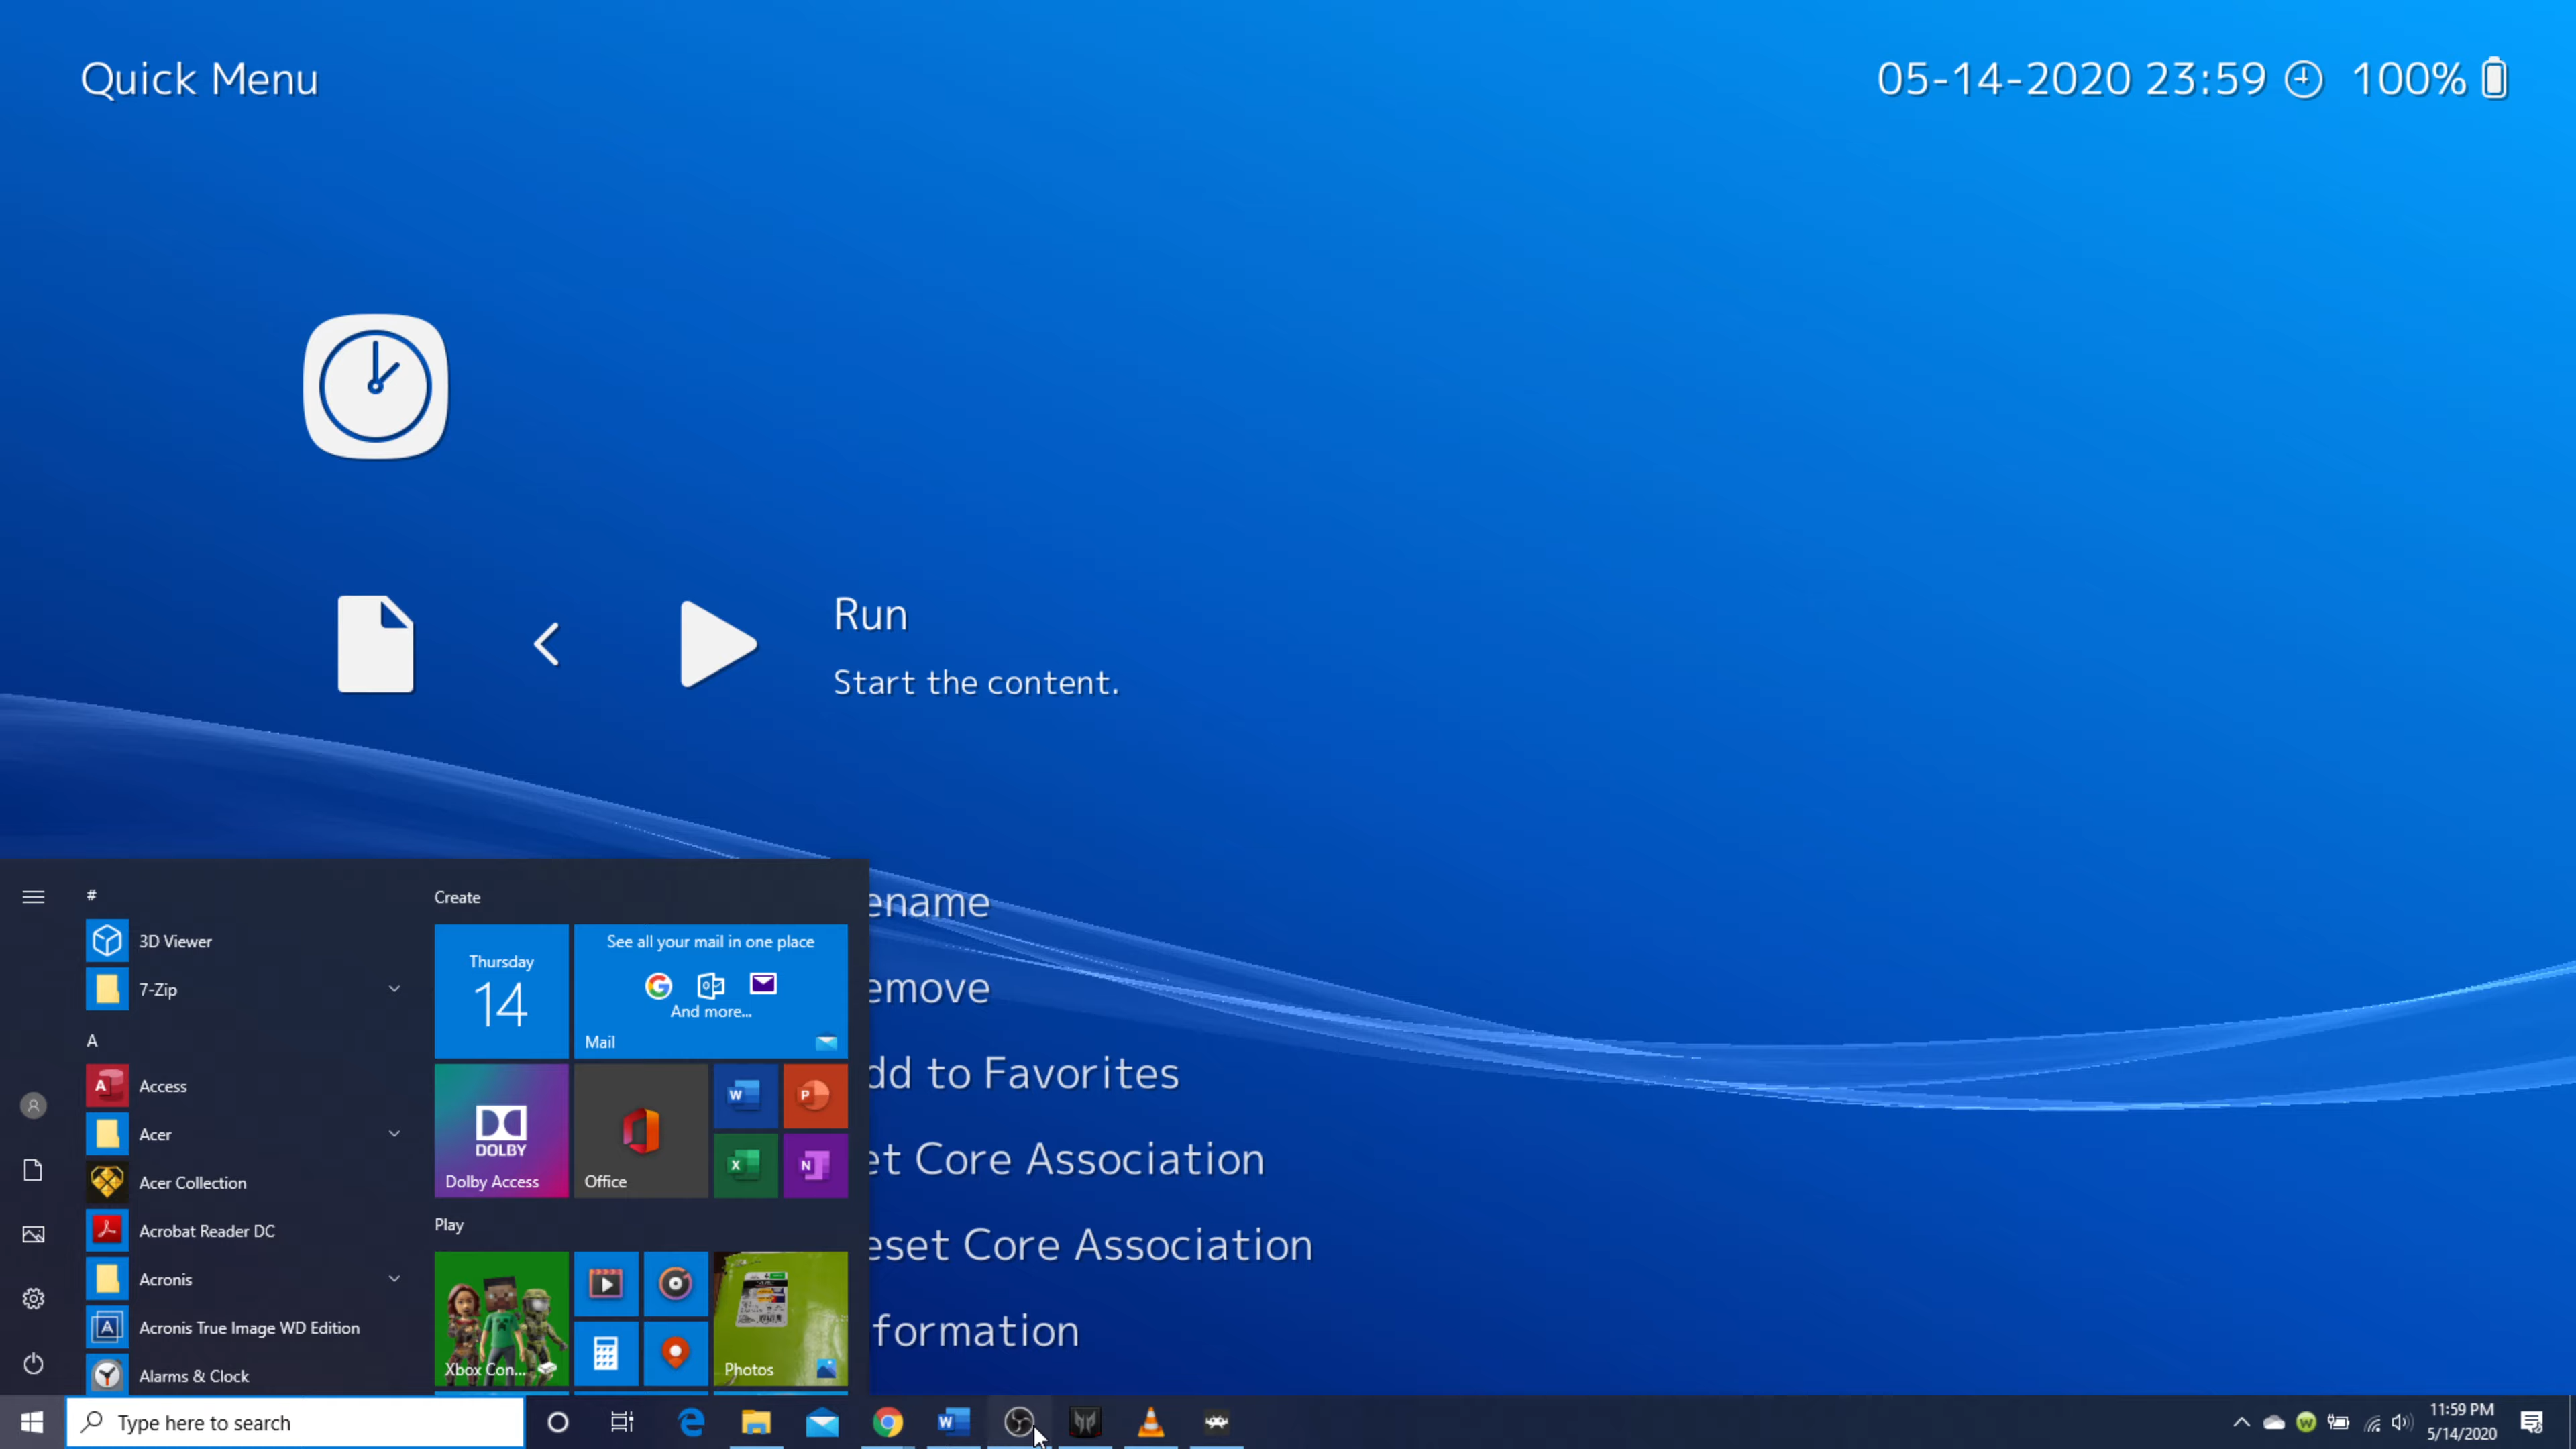 Quick Menu
05-14-2020 23:59 100%
Run
Start the content.
ename
emove
dd to Favorites
et Core Association
eset Core Association
formation
#
3D Viewer
7-Zip
A
Access
Acer
Acer Collection
Acrobat Reader DC
Acronis
Acronis True Image WD Edition
Alarms & Clock
Create
Thursday
14
See all your mail in one place
And more...
Mail
DOLBY
Dolby Access
Office
Play
Xbox Con...
Photos
Type here to search
11:59 PM
5/14/2020